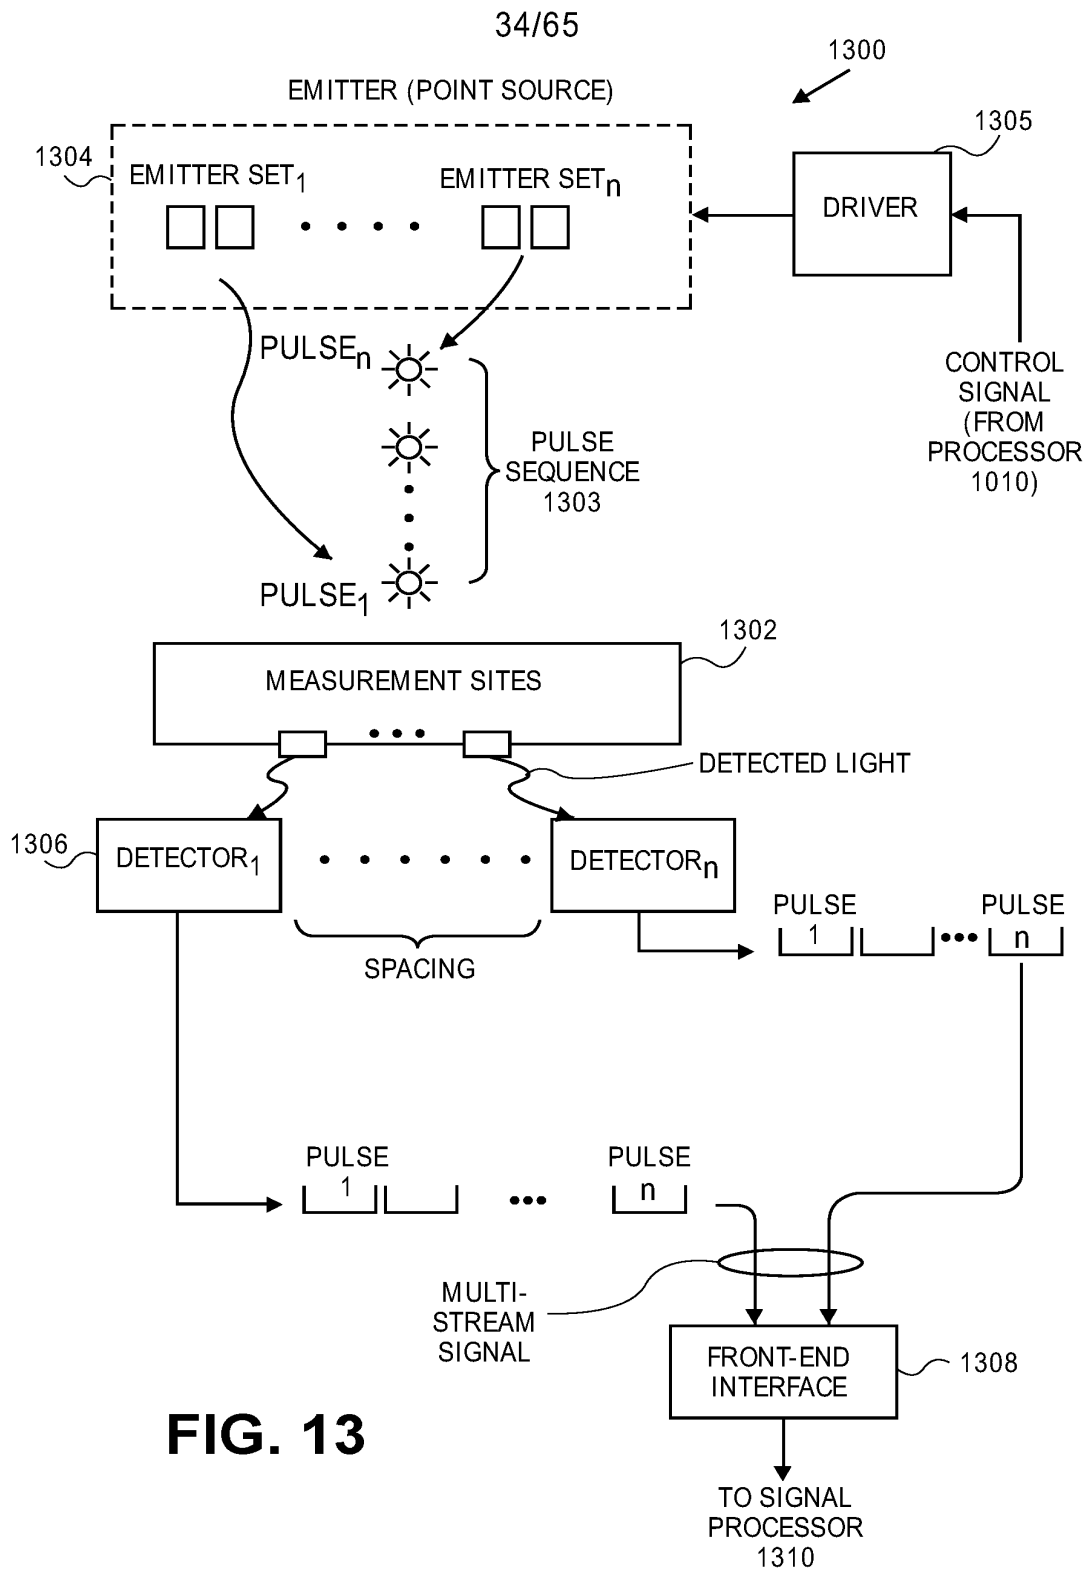 34/65
1300
EMITTER (POINT SOURCE)
1305
1304
EMITTER SET1
EMITTER SETn
DRIVER
PULSEn
CONTROL
SIGNAL
(FROM
PROCESSOR
1010)
PULSE
SEQUENCE
1303
PULSE1
1302
MEASUREMENT SITES
DETECTED LIGHT
1306
DETECTOR1
DETECTORn
PULSE
1
PULSE
n
SPACING
PULSE
1
PULSE
n
MULTI-
STREAM
SIGNAL
FRONT-END
INTERFACE
1308
FIG. 13
TO SIGNAL
PROCESSOR
1310